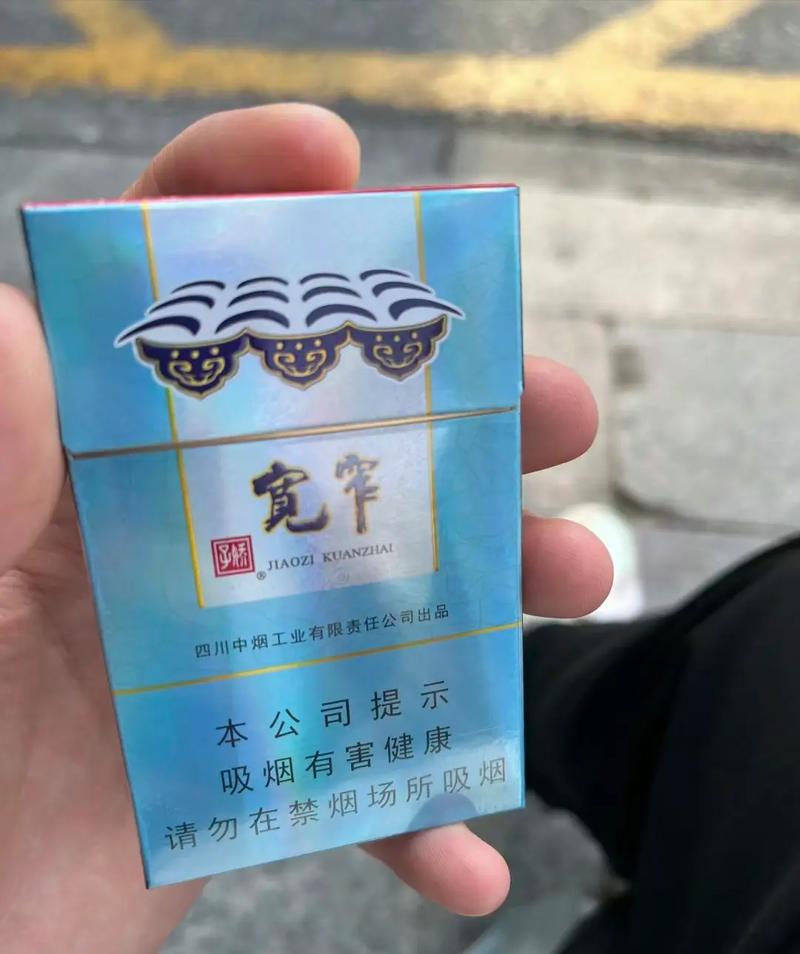 宽窄
子娇
® JIAOZI KUANZHAI
四川中烟工业有限责任公司出品
本公司提示
吸烟有害健康
请勿在禁烟场所吸烟